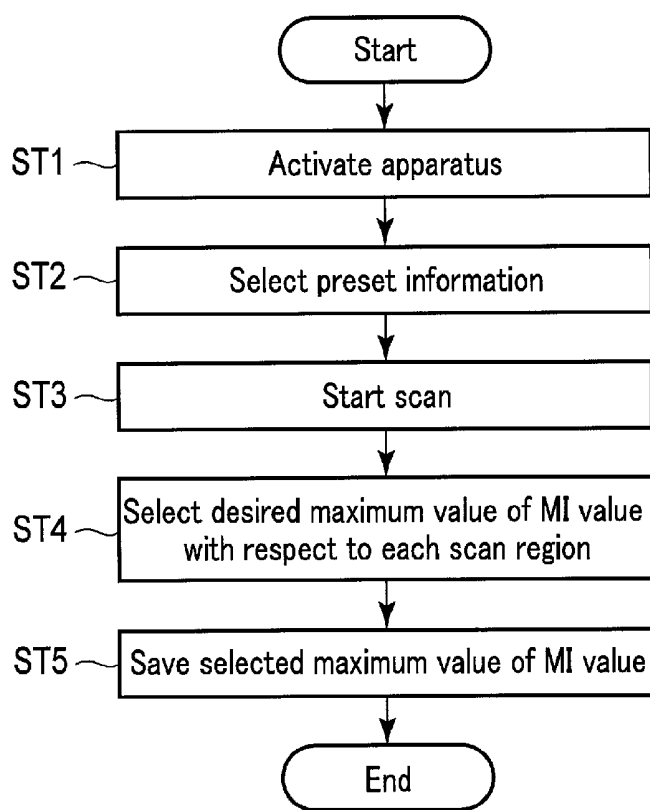 Start
ST1 Activate apparatus
ST2 Select preset information
ST3 Start scan
ST4 Select desired maximum value of MI value
with respect to each scan region
ST5 Save selected maximum value of MI value
End